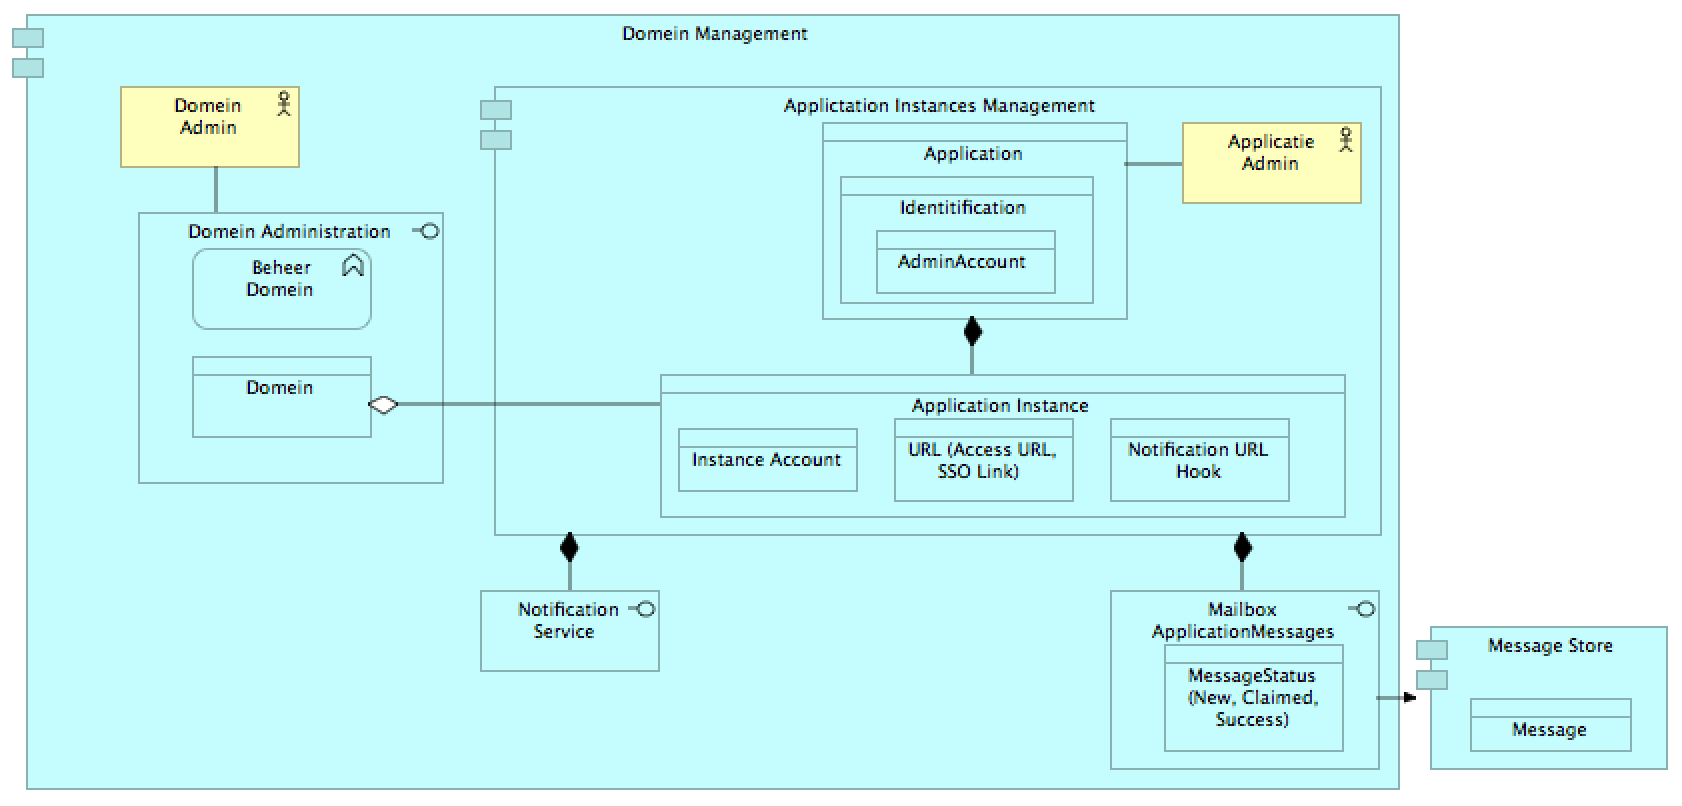 Domein Management
Domein
Admin
Domein Administration
Beheer
Domein
Domein
Applictation Instances Management
Application
Identitification
AdminAccount
Applicatie
Admin
Application Instance
Instance Account
URL (Access URL,
SSO Link)
Notification URL
Hook
Notification
Service
Mailbox
ApplicationMessages
MessageStatus
(New, Claimed,
Success)
Message Store
Message